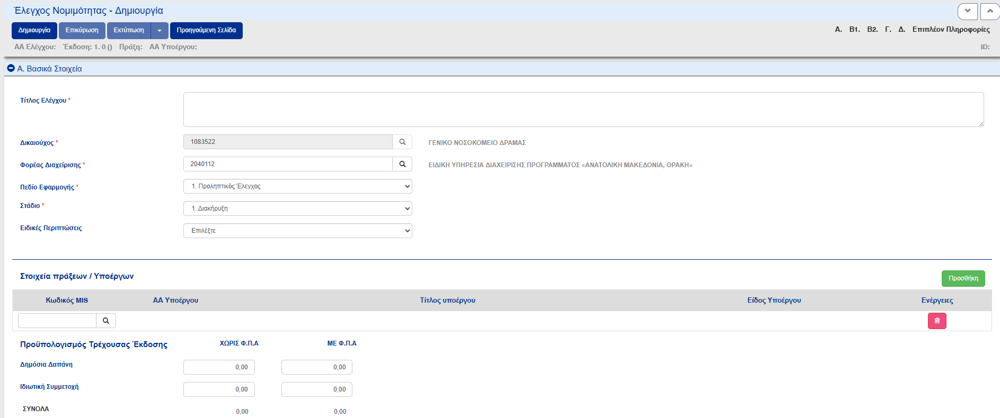 Έλεγχος Νομιμότητας - Δημιουργία
Δημιουργία Επικύρωση Εκτύπωση Προηγούμενη Σελίδα
Α. Β1. Β2. Γ. Δ. Επιπλέον Πληροφορίες
ΑΑ Ελέγχου: Έκδοση: 1. 0 () Πράξη: ΑΑ Υποέργου: ID:
Α. Βασικά Στοιχεία
Τίτλος Ελέγχου *
Δικαιούχος * 1083522 ΓΕΝΙΚΟ ΝΟΣΟΚΟΜΕΙΟ ΔΡΑΜΑΣ
Φορέας Διαχείρισης * 2040112 ΕΙΔΙΚΗ ΥΠΗΡΕΣΙΑ ΔΙΑΧΕΙΡΙΣΗΣ ΠΡΟΓΡΑΜΜΑΤΟΣ «ΑΝΑΤΟΛΙΚΗ ΜΑΚΕΔΟΝΙΑ, ΘΡΑΚΗ»
Πεδίο Εφαρμογής * 1. Προληπτικός Έλεγχος
Στάδιο * 1. Διακήρυξη
Ειδικές Περιπτώσεις Επιλέξτε
Στοιχεία πράξεων / Υποέργων
Προσθήκη
Κωδικός MIS ΑΑ Υποέργου Τίτλος υποέργου Είδος Υποέργου Ενέργειες
Προϋπολογισμός Τρέχουσας Έκδοσης ΧΩΡΙΣ Φ.Π.Α ΜΕ Φ.Π.Α
Δημόσια Δαπάνη 0,00 0,00
Ιδιωτική Συμμετοχή 0,00 0,00
ΣΥΝΟΛΑ 0,00 0,00